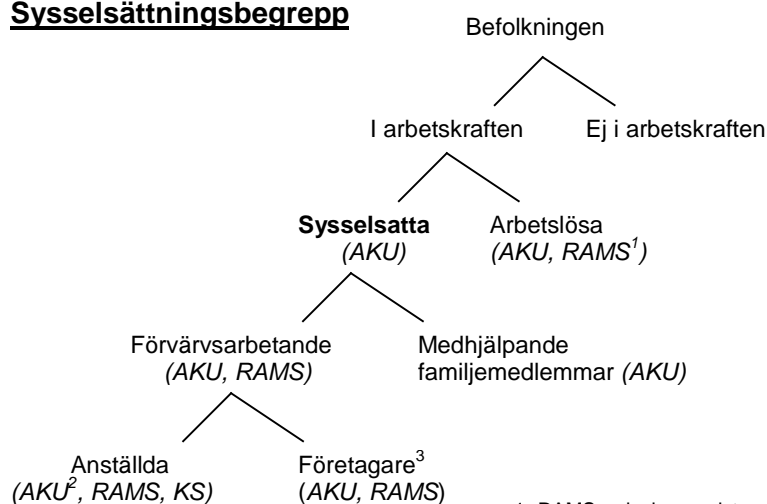 Sysselsättningsbegrepp
Befolkningen
I arbetskraften Ej i arbetskraften
Sysselsatta Arbetslösa
(AKU) (AKU, RAMS¹)
Förvärvsarbetande Medhjälpande
(AKU, RAMS) familjemedlemmar (AKU)
Anställda Företagare³
(AKU², RAMS, KS) (AKU, RAMS)